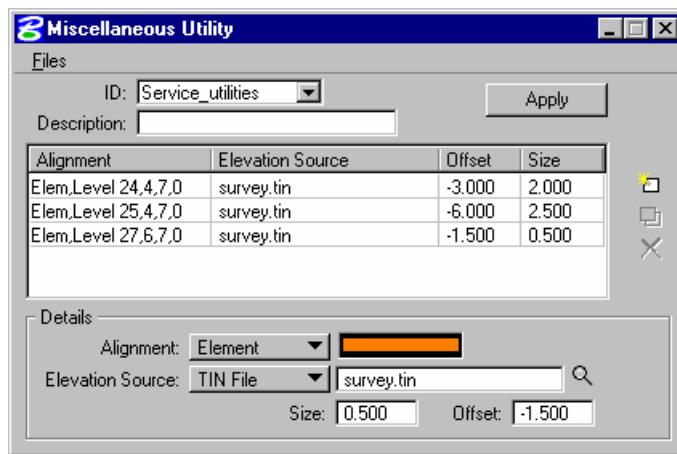 Miscellaneous Utility
Files
ID: Service_utilities
Apply
Description:
Alignment Elevation Source Offset Size
Elem,Level 24,4,7,0 survey.tin -3.000 2.000
Elem,Level 25,4,7,0 survey.tin -6.000 2.500
Elem,Level 27,6,7,0 survey.tin -1.500 0.500
Details
Alignment: Element
Elevation Source: TIN File survey.tin
Size: 0.500 Offset: -1.500